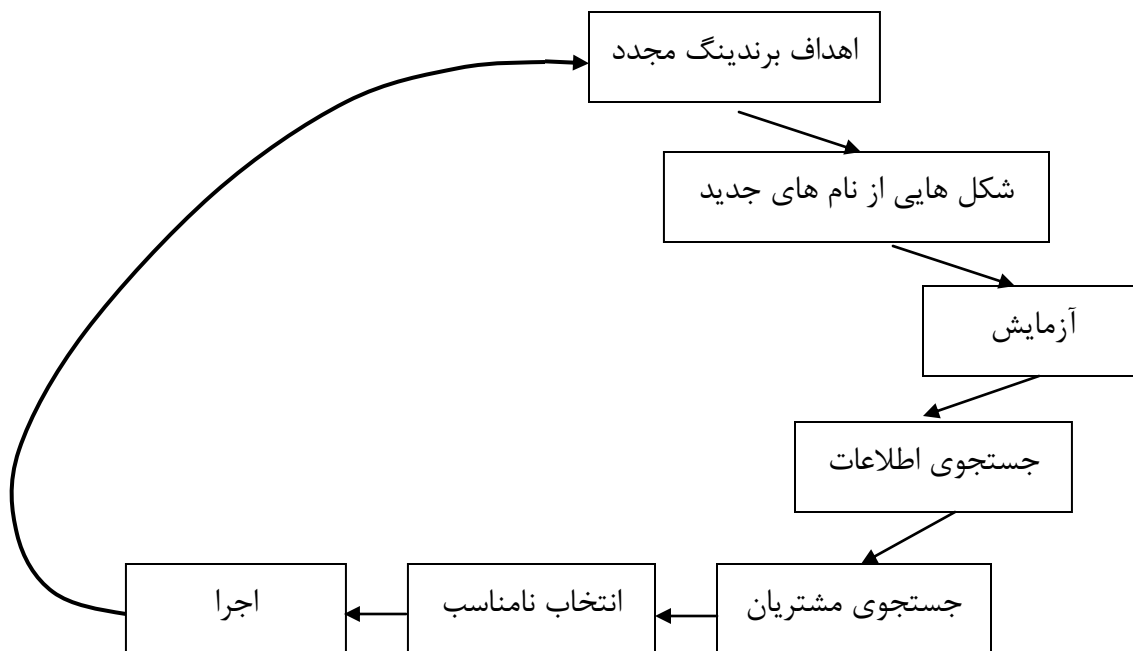 اهداف برندینگ مجدد
شکل هایی از نام های جدید
آزمایش
جستجوی اطلاعات
جستجوی مشتریان
انتخاب نامناسب
اجرا